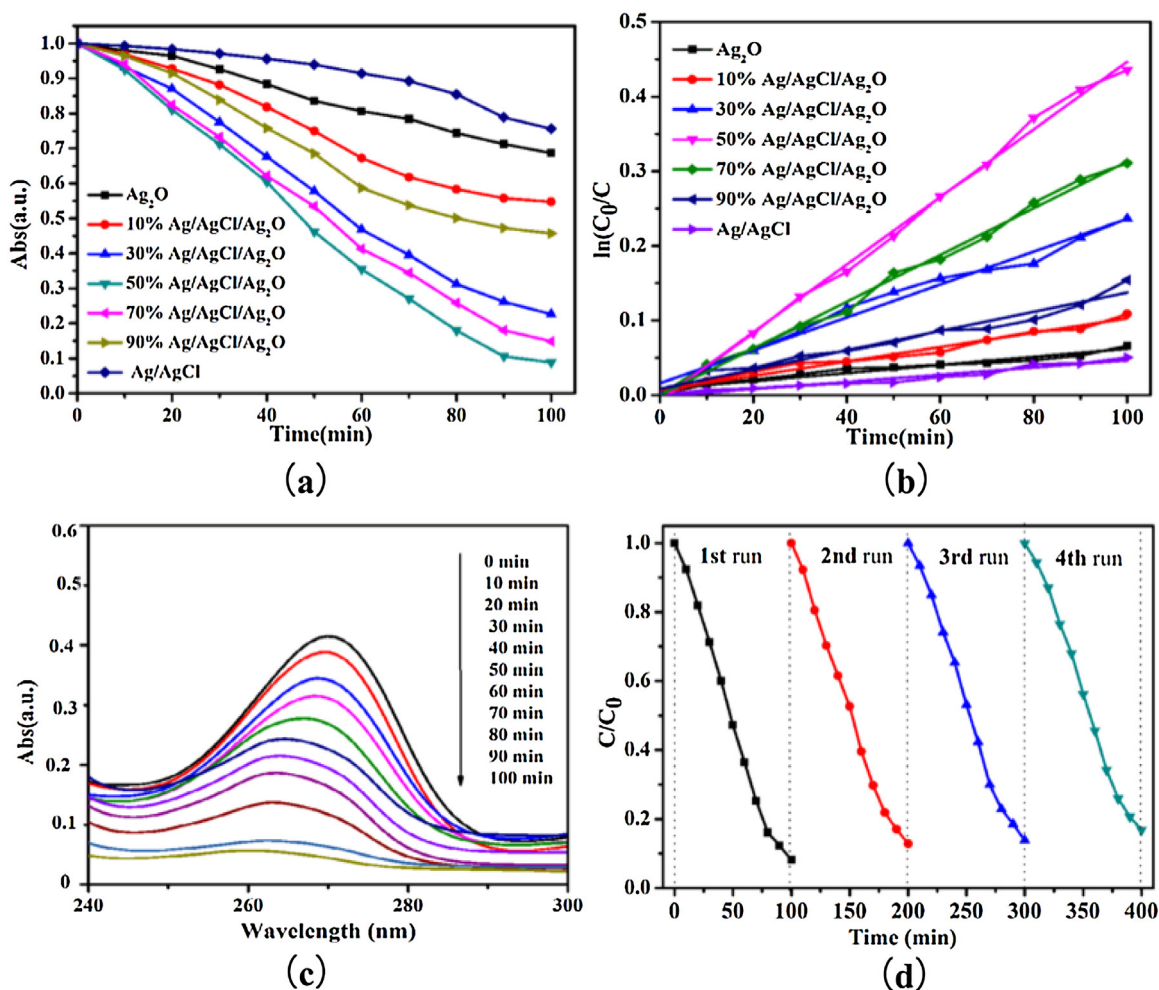 1.0
0.9
0.8
0.7
0.6
0.5
0.4
0.3
0.2
0.1
0.0
Abs(a.u.)
Ag₂O
10% Ag/AgCl/Ag₂O
30% Ag/AgCl/Ag₂O
50% Ag/AgCl/Ag₂O
70% Ag/AgCl/Ag₂O
90% Ag/AgCl/Ag₂O
Ag/AgCl
0 20 40 60 80 100
Time(min)
(a)
0.5
0.4
0.3
0.2
0.1
0.0
ln(C₀/C
Ag₂O
10% Ag/AgCl/Ag₂O
30% Ag/AgCl/Ag₂O
50% Ag/AgCl/Ag₂O
70% Ag/AgCl/Ag₂O
90% Ag/AgCl/Ag₂O
Ag/AgCl
0 20 40 60 80 100
Time(min)
(b)
0.6
0.5
0.4
0.3
0.2
0.1
0
Abs(a.u.)
0 min
10 min
20 min
30 min
40 min
50 min
60 min
70 min
80 min
90 min
100 min
240 260 280 300
Wavelength (nm)
(c)
1.0
0.8
0.6
0.4
0.2
0.0
C/C₀
1st run 2nd run 3rd run 4th run
0 50 100 150 200 250 300 350 400
Time (min)
(d)